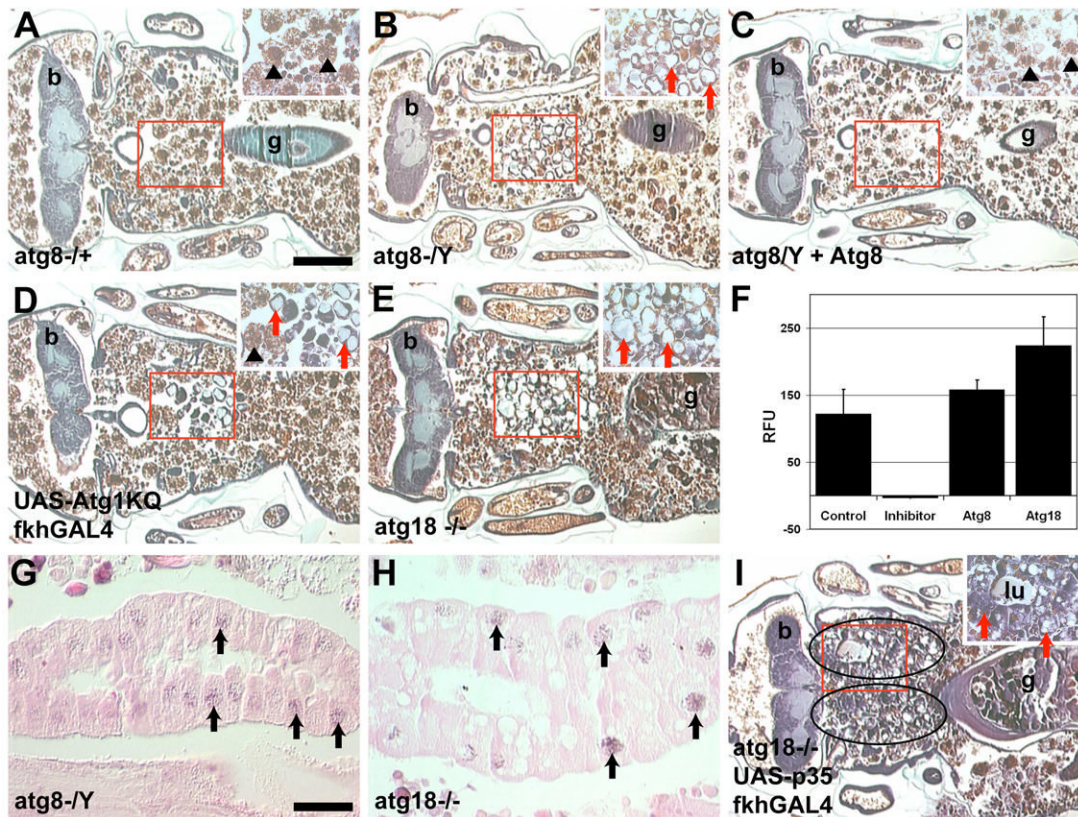 A
b
g
atg8-/+
B
b
g
atg8-/Y
C
b
g
atg8/Y + Atg8
D
b
UAS-Atg1KQ
fkhGAL4
E
b
g
atg18 -/-
F
250
150
50
-50
RFU
Control Inhibitor Atg8 Atg18
G
atg8-/Y
H
atg18-/-
I
lu
b
g
atg18-/-
UAS-p35
fkhGAL4